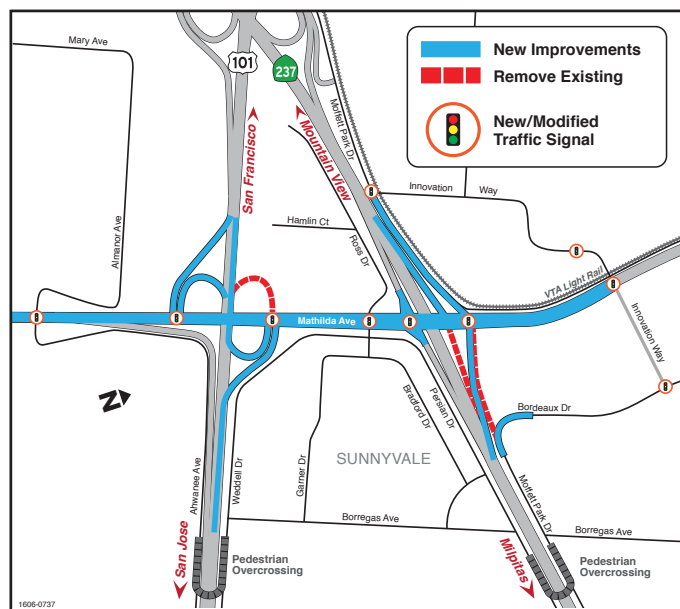 Mary Ave
101
237
Moffett Park Dr
New Improvements
Remove Existing
New/Modified
Traffic Signal
San Francisco
Mountain View
Almanor Ave
Innovation Way
Hamlin Ct
Ross Dr
VTA Light Rail
Innovation Way
Mathilda Ave
N
Bordeaux Dr
Bradford Dr
Persian Dr
SUNNYVALE
Ahwanee Ave
Weddell Dr
Garner Dr
Moffett Park Dr
Borregas Ave
Borregas Ave
San Jose
Pedestrian
Overcrossing
Milpitas
Pedestrian
Overcrossing
1606-0737